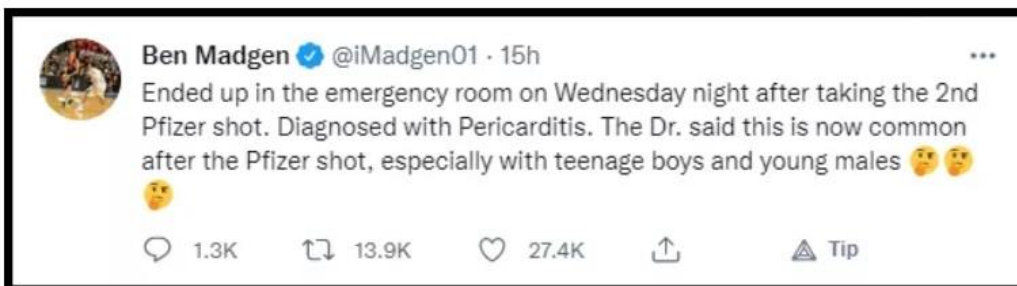 Ben Madgen @iMadgen01 · 15h
Ended up in the emergency room on Wednesday night after taking the 2nd
Pfizer shot. Diagnosed with Pericarditis. The Dr. said this is now common
after the Pfizer shot, especially with teenage boys and young males 🤔🤔
🤔
1.3K 13.9K 27.4K Tip